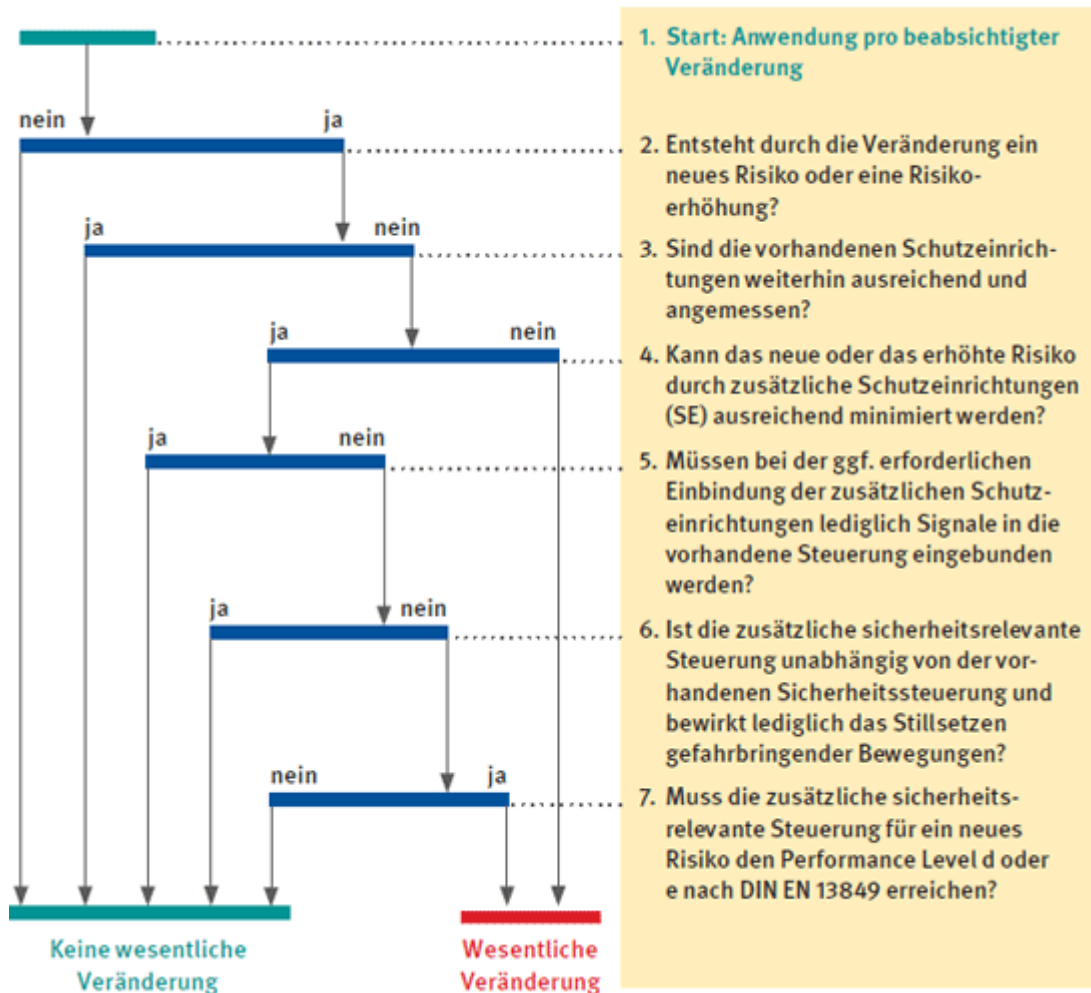 1. Start: Anwendung pro beabsichtigter
Veränderung
nein
ja
2. Entsteht durch die Veränderung ein
neues Risiko oder eine Risiko-
erhöhung?
ja
nein
3. Sind die vorhandenen Schutzeinrich-
tungen weiterhin ausreichend und
angemessen?
ja
nein
4. Kann das neue oder das erhöhte Risiko
durch zusätzliche Schutzeinrichtungen
(SE) ausreichend minimiert werden?
ja
nein
5. Müssen bei der ggf. erforderlichen
Einbindung der zusätzlichen Schutz-
einrichtungen lediglich Signale in die
vorhandene Steuerung eingebunden
werden?
ja
nein
6. Ist die zusätzliche sicherheitsrelevante
Steuerung unabhängig von der vor-
handenen Sicherheitssteuerung und
bewirkt lediglich das Stillsetzen
gefahrbringender Bewegungen?
nein
ja
7. Muss die zusätzliche sicherheits-
relevante Steuerung für ein neues
Risiko den Performance Level d oder
e nach DIN EN 13849 erreichen?
Keine wesentliche
Veränderung
Wesentliche
Veränderung